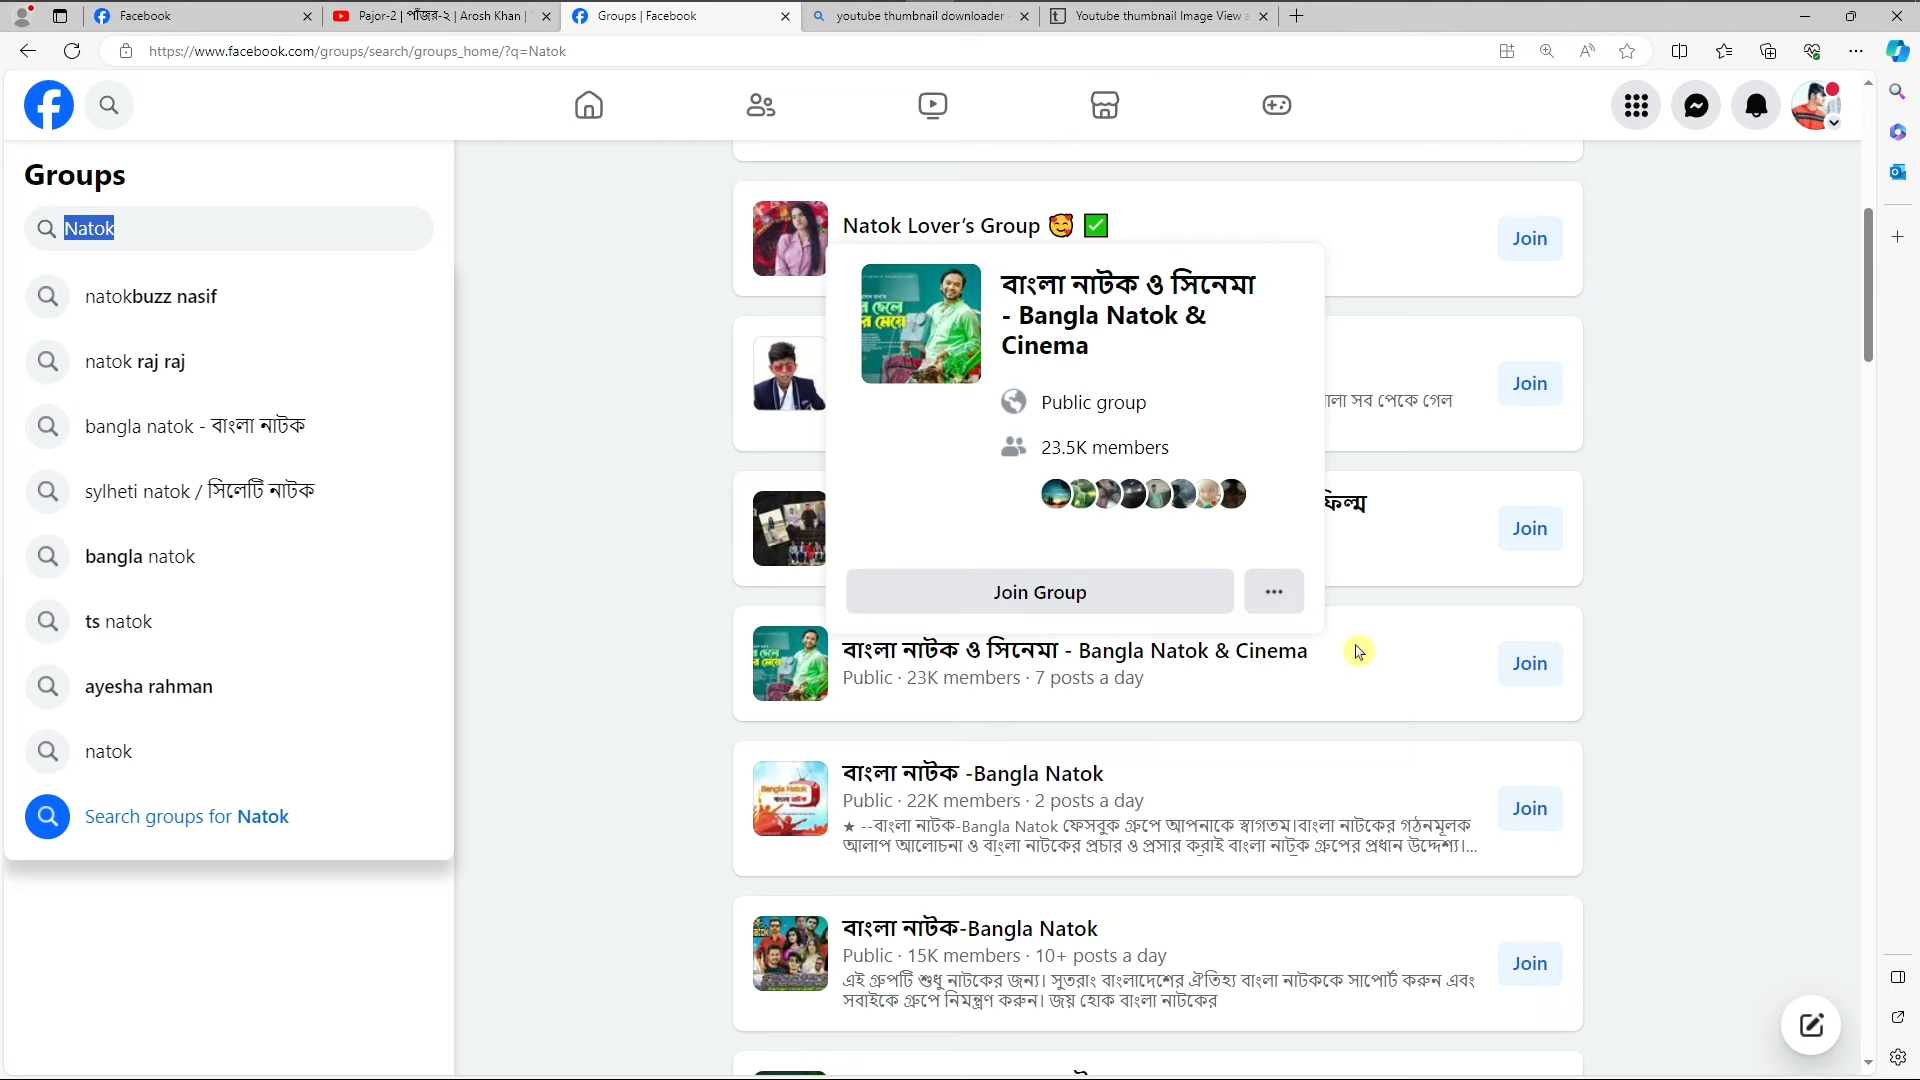 Facebook
Pajor-2 | পাঁজর-২ | Arosh Khan |
Groups | Facebook
youtube thumbnail downloader
Youtube thumbnail Image View
https://www.facebook.com/groups/search/groups_home/?q=Natok
Groups
Natok
natokbuzz nasif
natok raj raj
bangla natok - বাংলা নাটক
sylheti natok / সিলেটি নাটক
bangla natok
ts natok
ayesha rahman
natok
Search groups for Natok
Natok Lover’s Group 🥰 ✅
Join
বাংলা নাটক ও সিনেমা
- Bangla Natok &
Cinema
Public group
23.5K members
Join Group
Join
সব পেকে গেল
Join
বাংলা নাটক ও সিনেমা - Bangla Natok & Cinema
Public · 23K members · 7 posts a day
Join
বাংলা নাটক -Bangla Natok
Public · 22K members · 2 posts a day
★ --বাংলা নাটক-Bangla Natok ফেসবুক গ্রুপে আপনাকে স্বাগতম।বাংলা নাটকের গঠনমূলক
আলাপ আলোচনা ও বাংলা নাটকের প্রচার ও প্রসার করাই বাংলা নাটক গ্রুপের প্রধান উদ্দেশ্য।...
Join
বাংলা নাটক-Bangla Natok
Public · 15K members · 10+ posts a day
এই গ্রুপটি শুধু নাটকের জন্য। সুতরাং বাংলাদেশের ঐতিহ্য বাংলা নাটককে সাপোর্ট করুন এবং
সবাইকে গ্রুপে নিমন্ত্রণ করুন। জয় হোক বাংলা নাটকের
Join